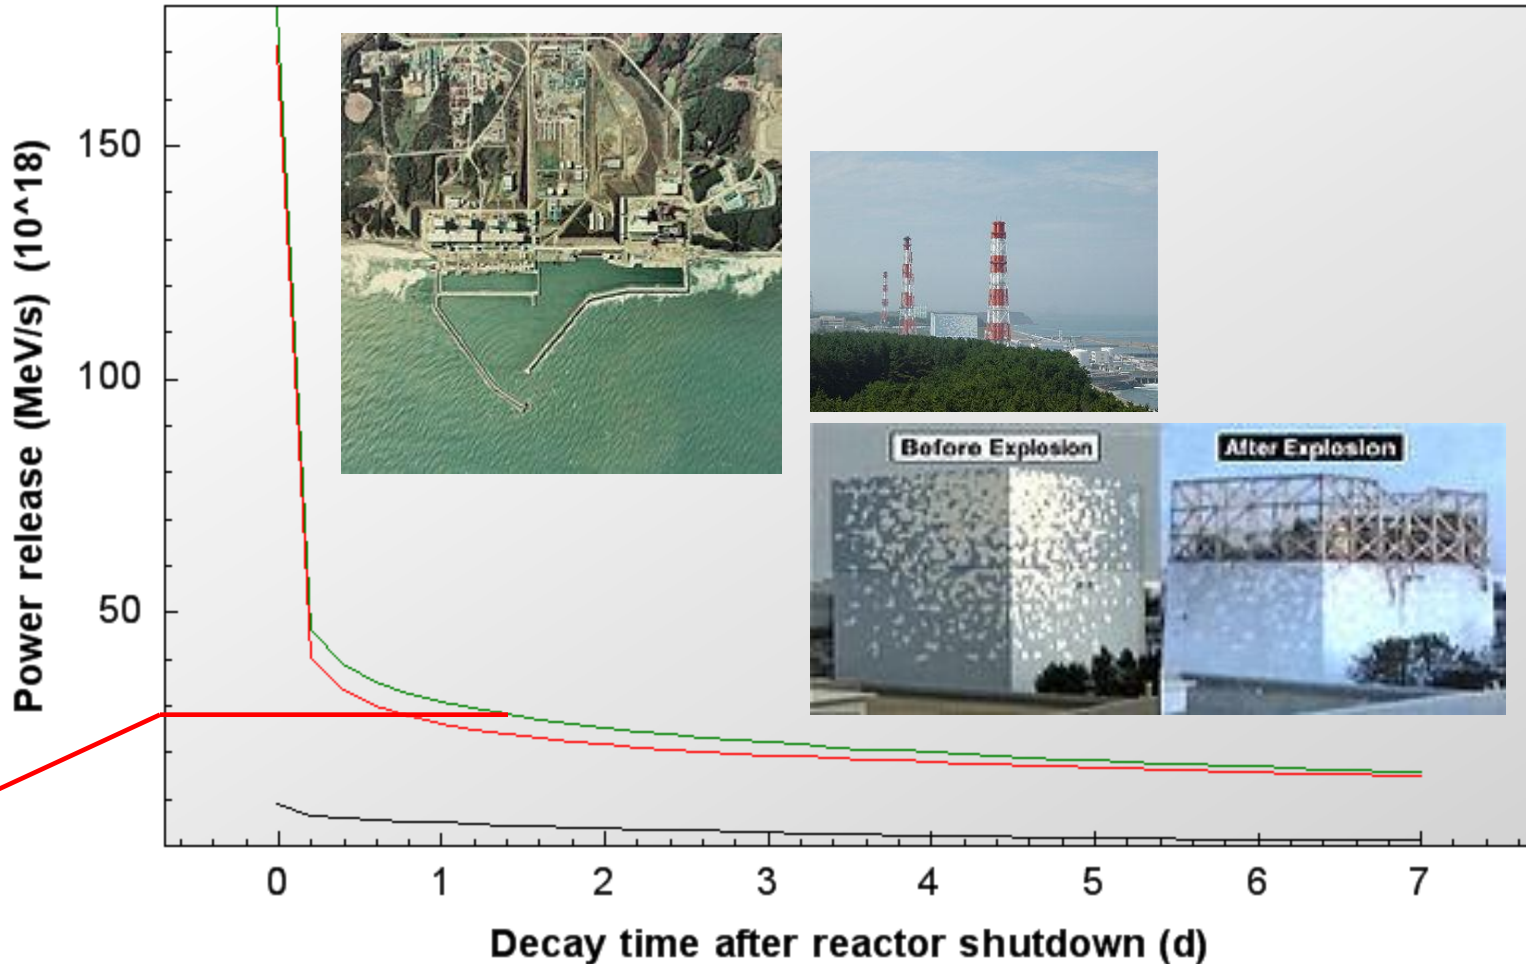 Power release (MeV/s) (10^18)
150
100
50
Before Explosion
After Explosion
0 1 2 3 4 5 6 7
Decay time after reactor shutdown (d)